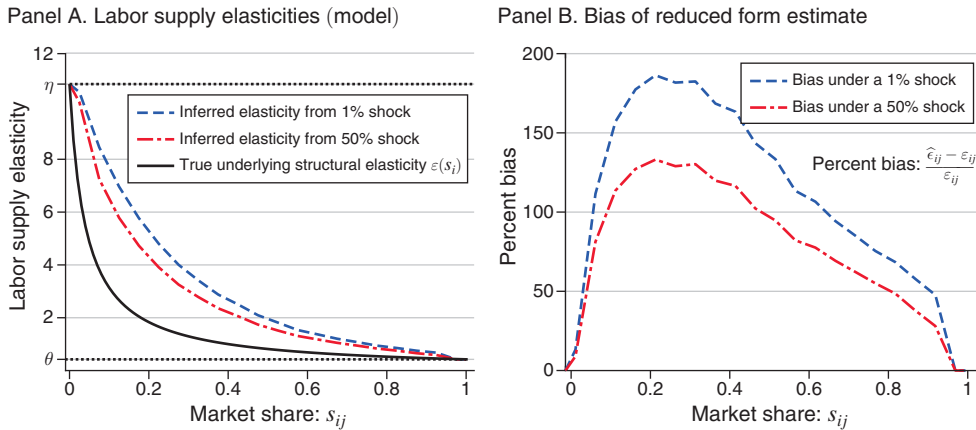 Panel A. Labor supply elasticities (model)
12
η
8
6
4
2
θ
Labor supply elasticity
Inferred elasticity from 1% shock
Inferred elasticity from 50% shock
True underlying structural elasticity ε(sᵢ)
0 0.2 0.4 0.6 0.8 1
Market share: sᵢⱼ
Panel B. Bias of reduced form estimate
200
150
100
50
0
Percent bias
Bias under a 1% shock
Bias under a 50% shock
Percent bias: (ε̂ᵢⱼ − εᵢⱼ)/εᵢⱼ
0 0.2 0.4 0.6 0.8 1
Market share: sᵢⱼ